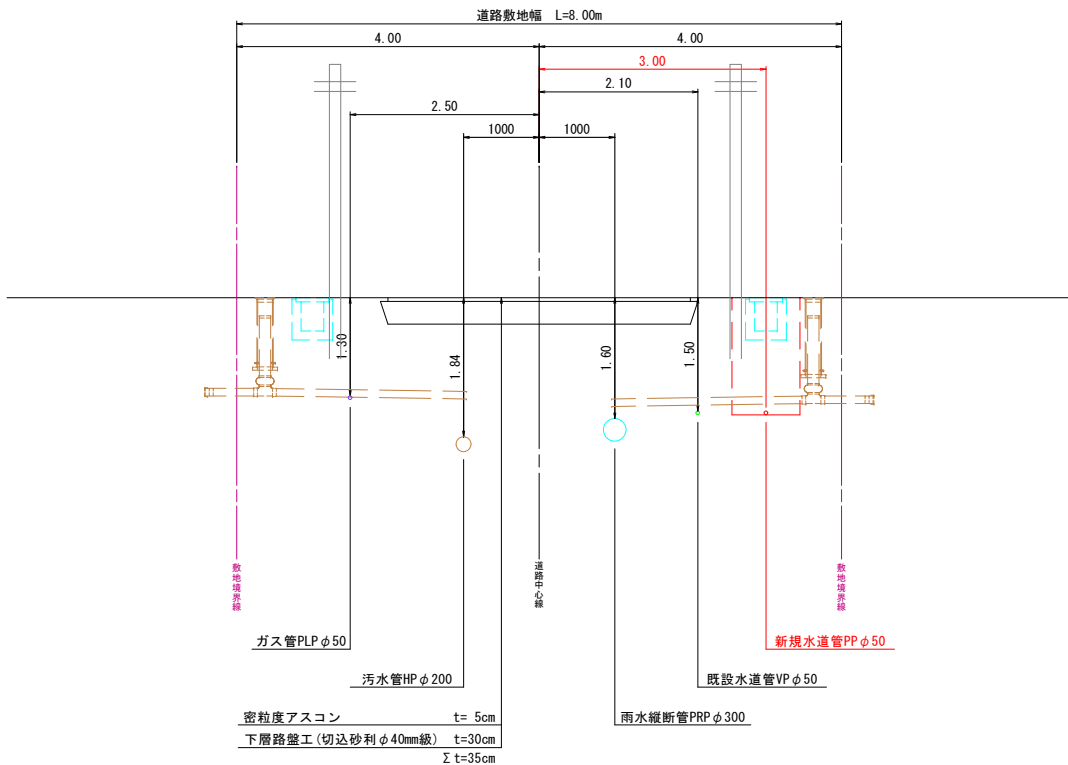 道路敷地幅 L=8.00m
4.00
4.00
3.00
2.10
2.50
1000
1000
1.30
1.84
1.60
1.50
敷地境界線
道路中心線
敷地境界線
ガス管PLPφ50
新規水道管PPφ50
汚水管HPφ200
既設水道管VPφ50
密粒度アスコン t= 5cm
雨水縦断管PRPφ300
下層路盤工(切込砂利φ40mm級) t=30cm
Σt=35cm